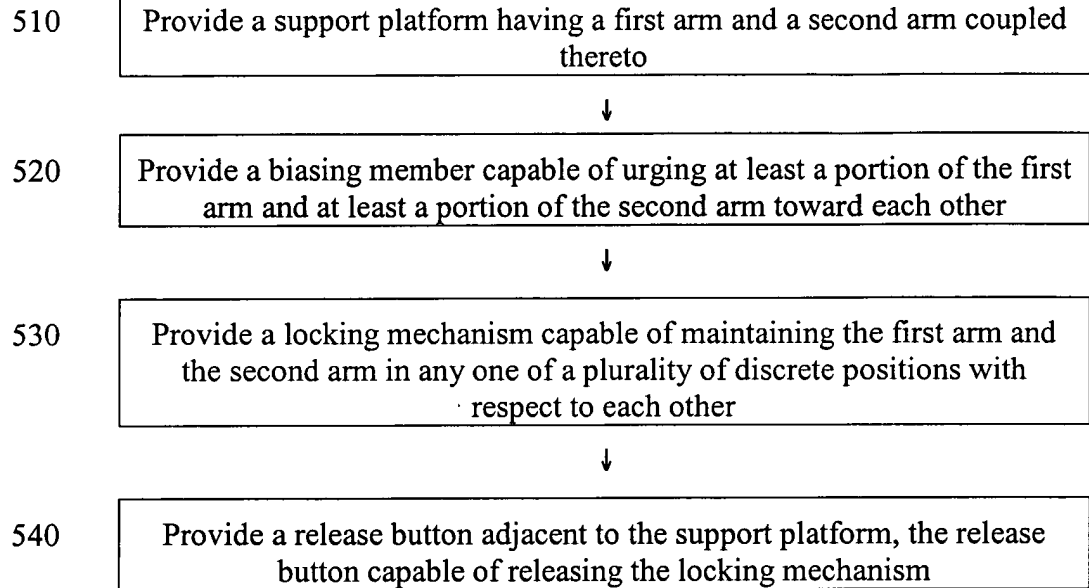 510 Provide a support platform having a first arm and a second arm coupled
thereto
↓
520 Provide a biasing member capable of urging at least a portion of the first
arm and at least a portion of the second arm toward each other
↓
530 Provide a locking mechanism capable of maintaining the first arm and
the second arm in any one of a plurality of discrete positions with
respect to each other
↓
540 Provide a release button adjacent to the support platform, the release
button capable of releasing the locking mechanism